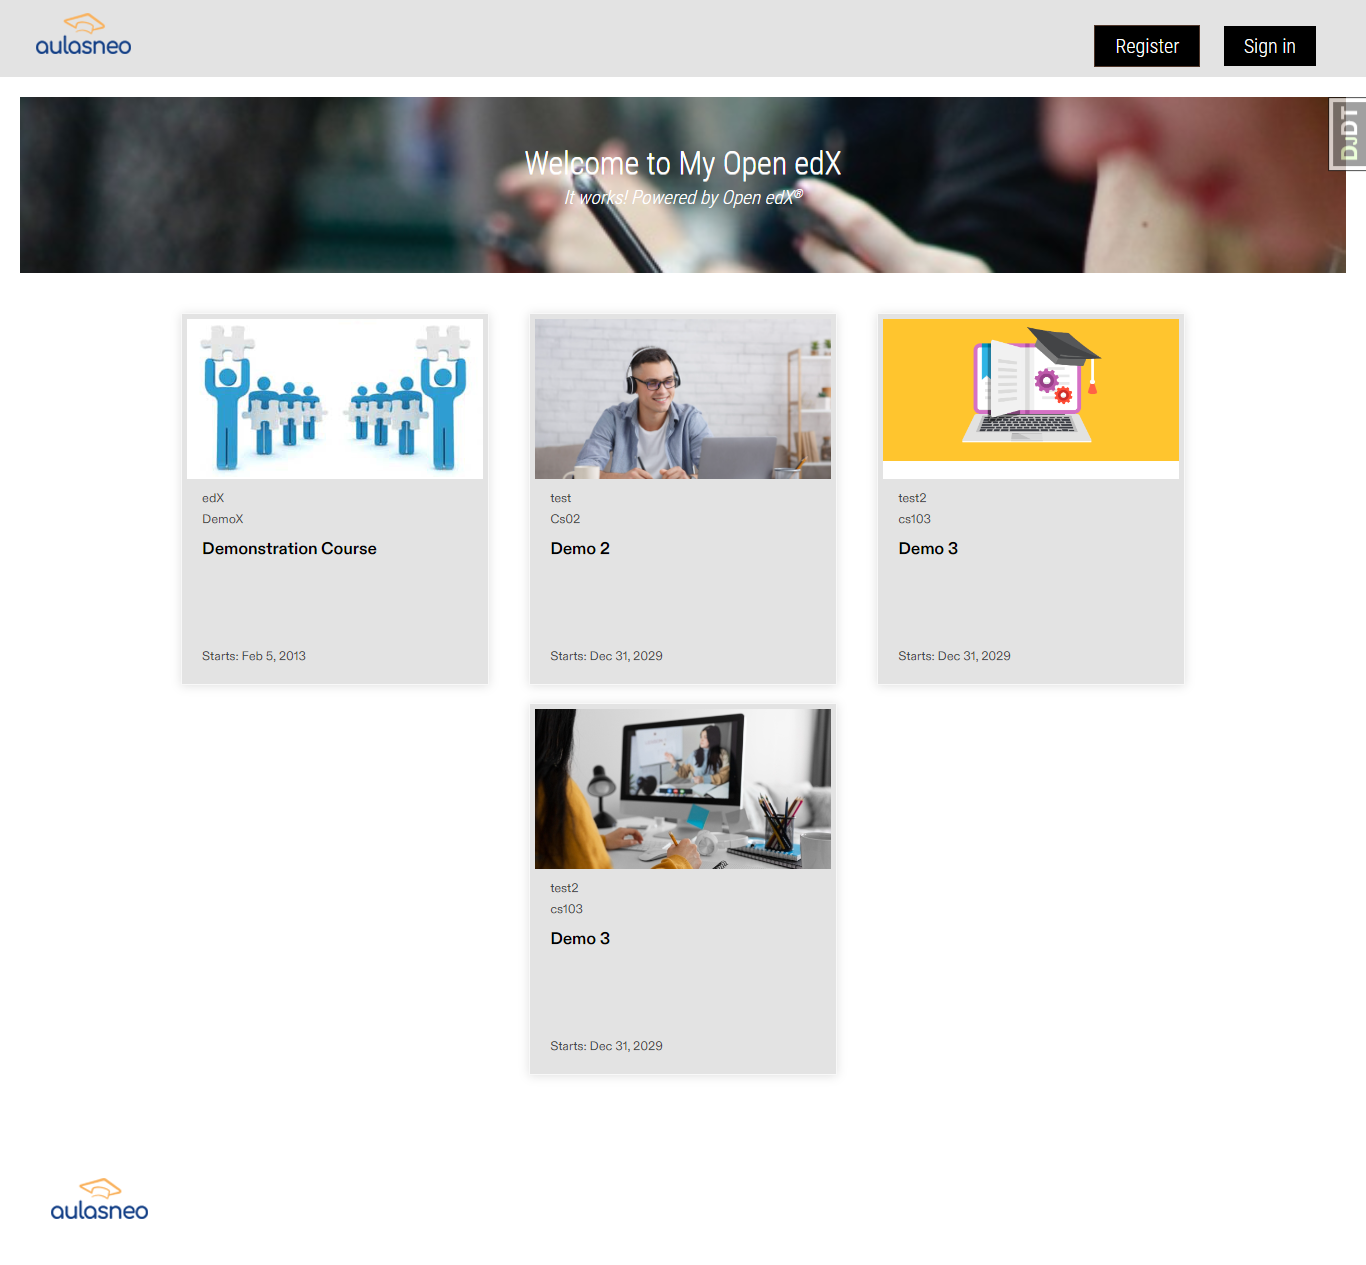 aulasneo
Register
Sign in
DJDT
Welcome to My Open edX
It works! Powered by Open edX®
edX
DemoX
Demonstration Course
Starts: Feb 5, 2013
test
Cs02
Demo 2
Starts: Dec 31, 2029
test2
cs103
Demo 3
Starts: Dec 31, 2029
test2
cs103
Demo 3
Starts: Dec 31, 2029
aulasneo